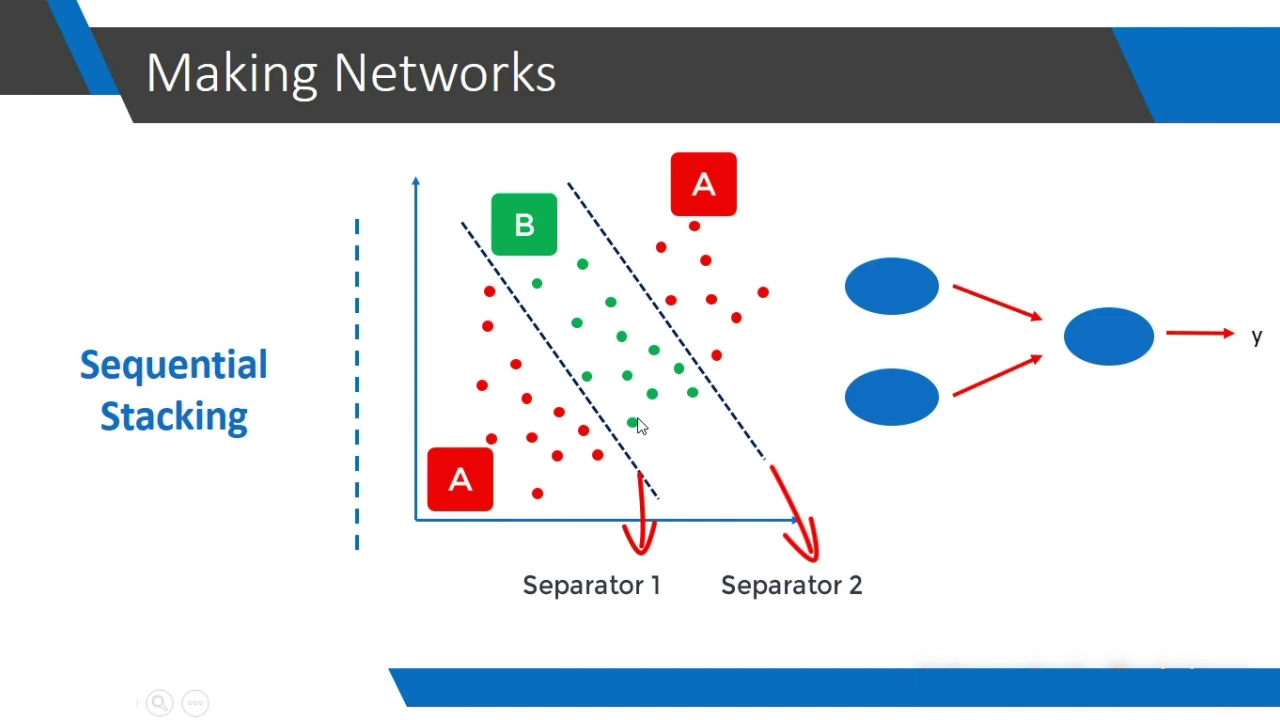 Making Networks
Sequential
Stacking
B
A
A
y
Separator 1
Separator 2